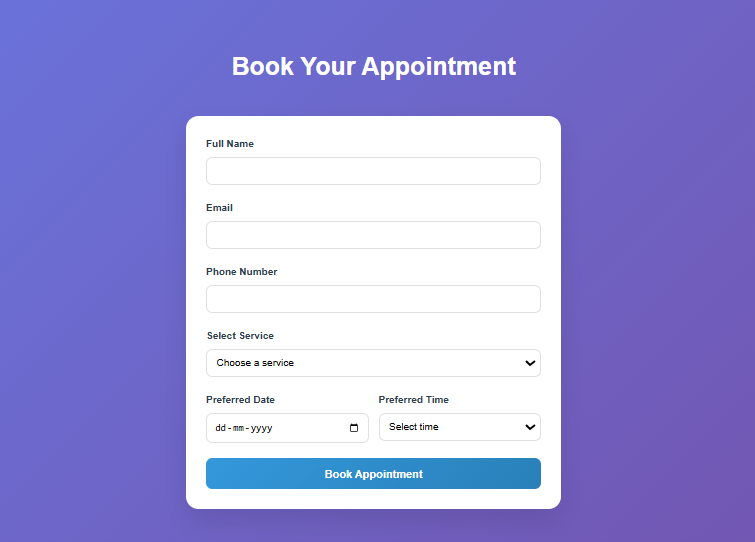 Book Your Appointment
Full Name
Email
Phone Number
Select Service
Choose a service
Preferred Date Preferred Time
dd-mm-yyyy Select time
Book Appointment